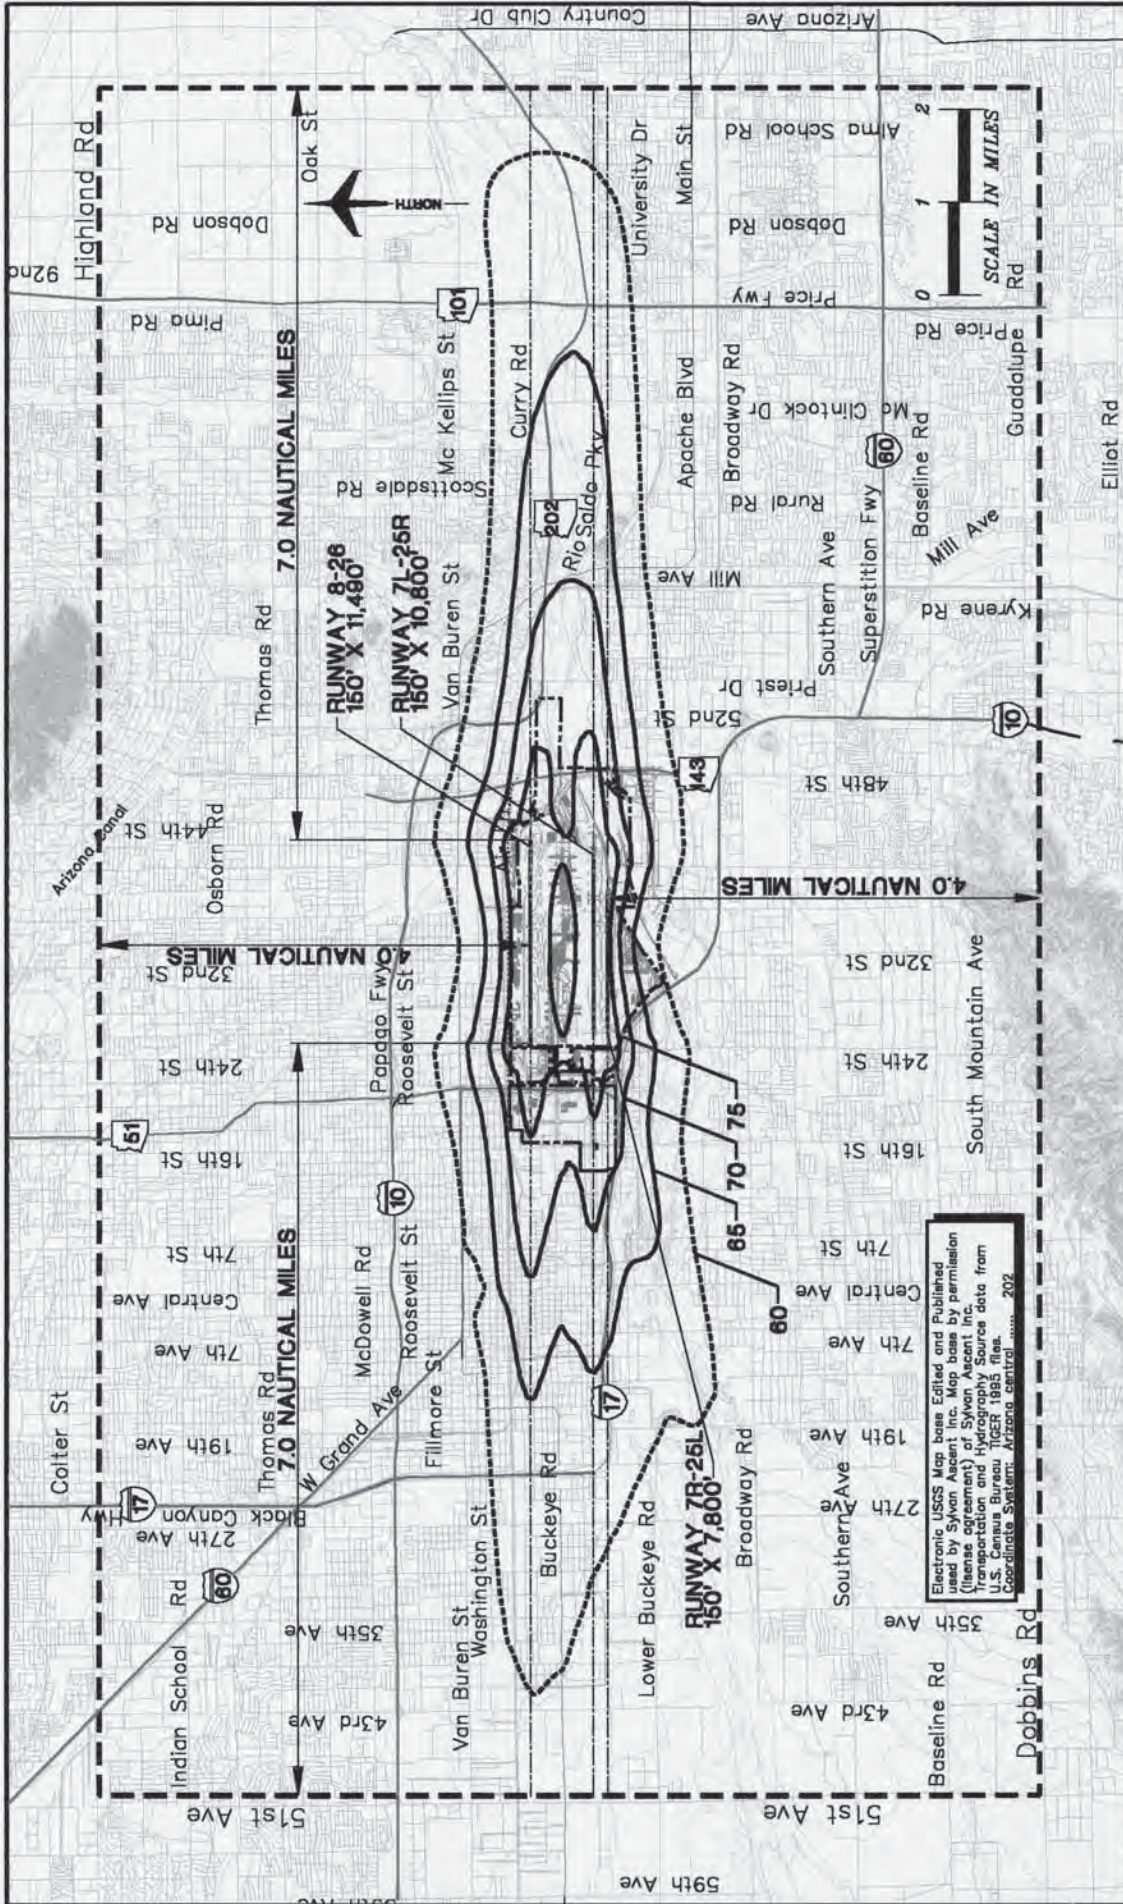 Arizona Ave
Country Club Dr
Highland Rd
92nd
Oak St
Dobson
Rd
NORTH
Pima Rd
101
7.0 NAUTICAL MILES
Mc Kellips St
Curry Rd
University Dr
Main St
Alma School Rd
Dobson
Rd
Price Fwy
0
1
2
SCALE IN MILES
Rd
Price Rd
Guadalupe
Elliot Rd
Scottsdale
Rd
202
Rio Salado Pky
Apache Blvd
Broadway Rd
Mc Clintock Dr
60
Baseline Rd
Rural Rd
Mill Ave
Mill Ave
Southern Ave
Superstition Fwy
Kyrene Rd
Thomas Rd
RUNWAY 8-26
150' X 11,490'
RUNWAY 7L-25R
150' X 10,800'
Van Buren St
Priest Dr
52nd St
10
143
48th
St
Arizona Canal
44th St
Osborn Rd
4.0 NAUTICAL MILES
4.0 NAUTICAL MILES
32nd
St
32nd
St
Papago Fwy
Roosevelt St
24th
St
24th
St
South Mountain Ave
51
16th
St
16th
St
10
75
70
65
60
7th
St
7th
St
Central Ave
Central Ave
7th Ave
7th Ave
McDowell Rd
Roosevelt St
7.0 NAUTICAL MILES
Thomas Rd
W Grand Ave
Fillmore St
17
Colter St
19th
Ave
19th
Ave
17
Black Canyon Hwy
27th
Ave
27th
Ave
Buckeye Rd
Lower Buckeye Rd
Broadway Rd
Southern Ave
RUNWAY 7R-25L
150' X 7,800'
Van Buren St
Washington St
60
Indian School
Rd
35th
Ave
35th
Ave
43rd Ave
43rd Ave
Baseline Rd
Dobbins Rd
51st Ave
51st Ave
59th Ave
Electronic USGS Map base Edited and Published
used by Sylvan Ascent Inc. Map base by permission
(lisense agreement) of Sylvan Ascent Inc.
Transportation and Hydrography Source data from
U.S. Census Bureau TIGER 1995 files.
Coordinate System: Arizona central ...... 202